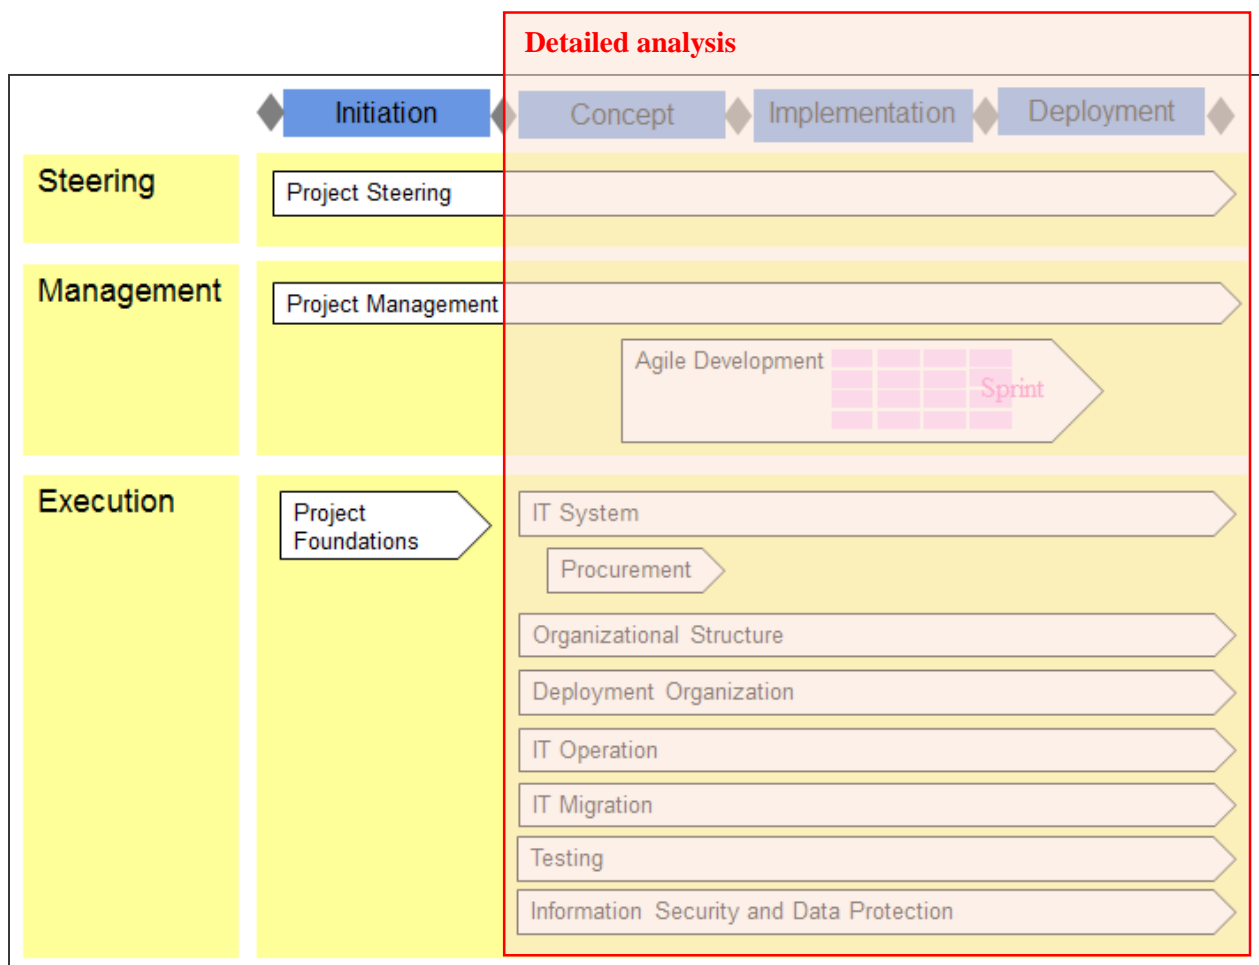 Detailed analysis
Initiation
Concept
Implementation
Deployment
Steering
Project Steering
Management
Project Management
Agile Development
Sprint
Execution
Project
Foundations
IT System
Procurement
Organizational Structure
Deployment Organization
IT Operation
IT Migration
Testing
Information Security and Data Protection